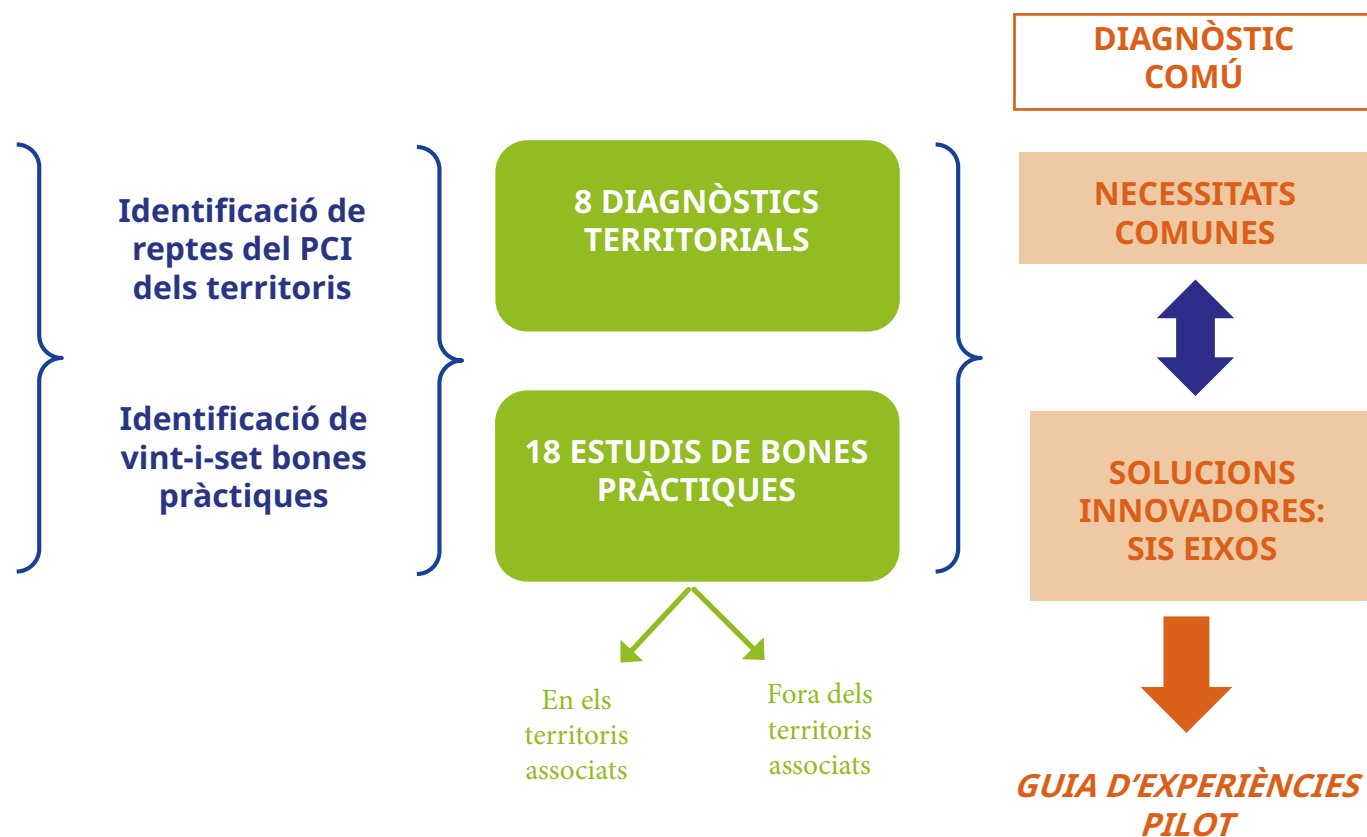 Identificació de
reptes del PCI
dels territoris
Identificació de
vint-i-set bones
pràctiques
8 DIAGNÒSTICS
TERRITORIALS
18 ESTUDIS DE BONES
PRÀCTIQUES
En els
territoris
associats
Fora dels
territoris
associats
DIAGNÒSTIC
COMÚ
NECESSITATS
COMUNES
SOLUCIONS
INNOVADORES:
SIS EIXOS
GUIA D’EXPERIÈNCIES
PILOT